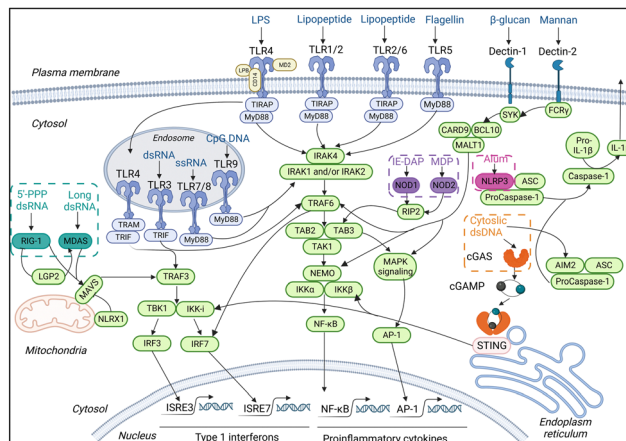 LPS
Lipopeptide
Lipopeptide
Flagellin
β-glucan
Mannan
TLR4
TLR1/2
TLR2/6
TLR5
Dectin-1
Dectin-2
LPB
MD2
CD14
Plasma membrane
TIRAP
MyD88
TIRAP
MyD88
TIRAP
MyD88
MyD88
SYK
FCRγ
Cytosol
Endosome
CpG DNA
dsRNA
ssRNA
TLR9
TLR4
TLR3
TLR7/8
TRAM
TRIF
TRIF
MyD88
MyD88
CARD9
BCL10
MALT1
Pro-
IL-1β
IL-1
Caspase-1
IRAK4
IRAK1 and/or IRAK2
IE-DAP
MDP
NOD1
NOD2
RIP2
Alum
NLRP3
ASC
ProCaspase-1
5'-PPP
dsRNA
Long
dsRNA
RIG-1
MDAS
LGP2
MAVS
NLRX1
Mitochondria
TRAF6
TAB2
TAB3
TAK1
MAPK
signaling
Cytoslic
dsDNA
cGAS
cGAMP
AIM2
ASC
ProCaspase-1
TRAF3
NEMO
IKKα
IKKβ
TBK1
IKK-i
NF-κB
AP-1
STING
IRF3
IRF7
Endoplasm
reticulum
Cytosol
ISRE3
ISRE7
NF-κB
AP-1
Nucleus
Type 1 interferons
Proinflammatory cytokines